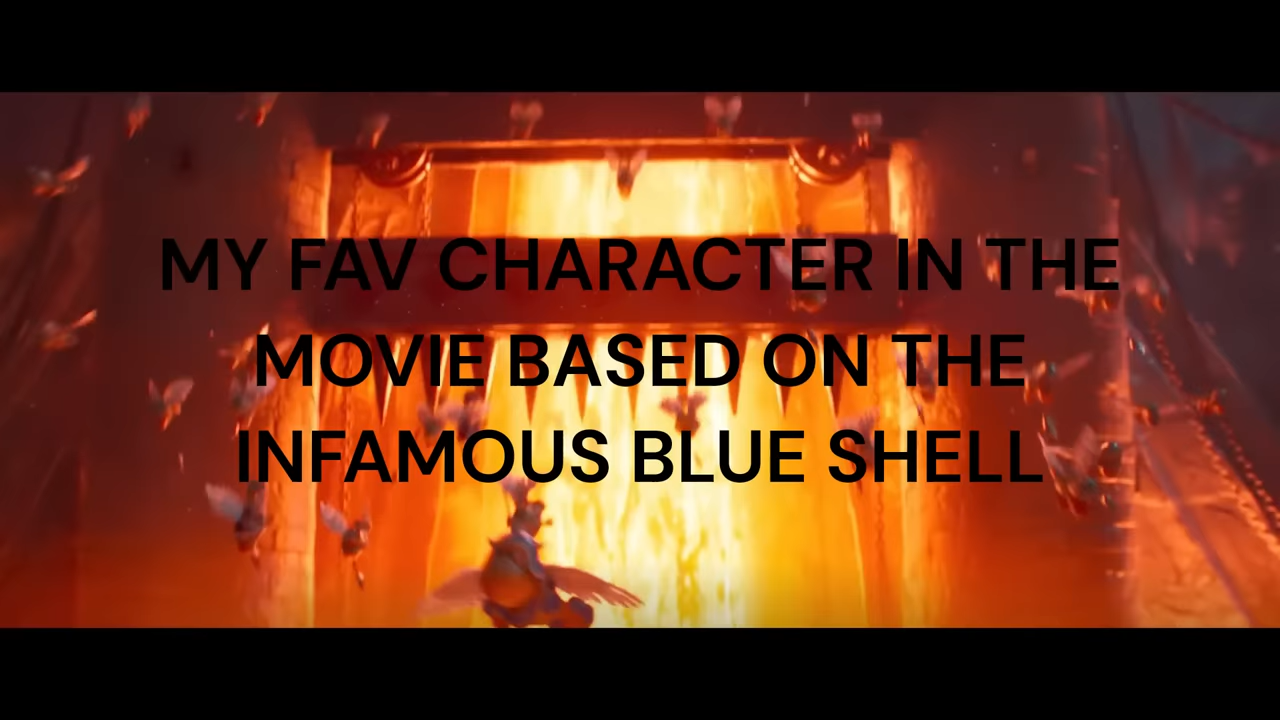 MY FAV CHARACTER IN THE
MOVIE BASED ON THE
INFAMOUS BLUE SHELL